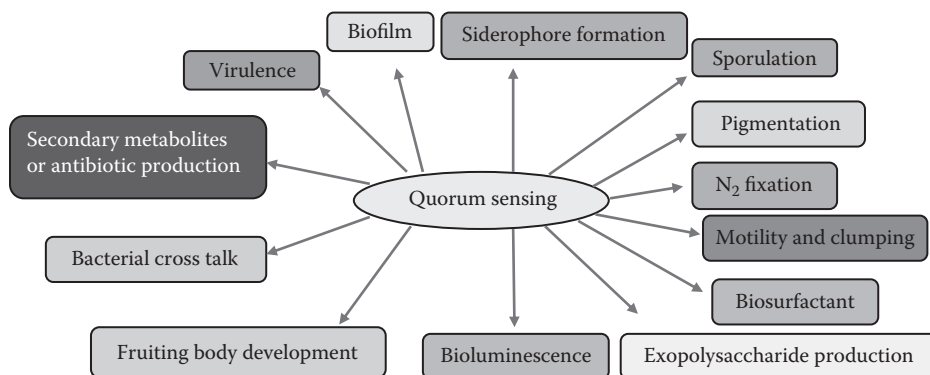 Biofilm
Siderophore formation
Sporulation
Virulence
Pigmentation
Secondary metabolites
or antibiotic production
N₂ fixation
Quorum sensing
Motility and clumping
Bacterial cross talk
Biosurfactant
Fruiting body development
Bioluminescence
Exopolysaccharide production